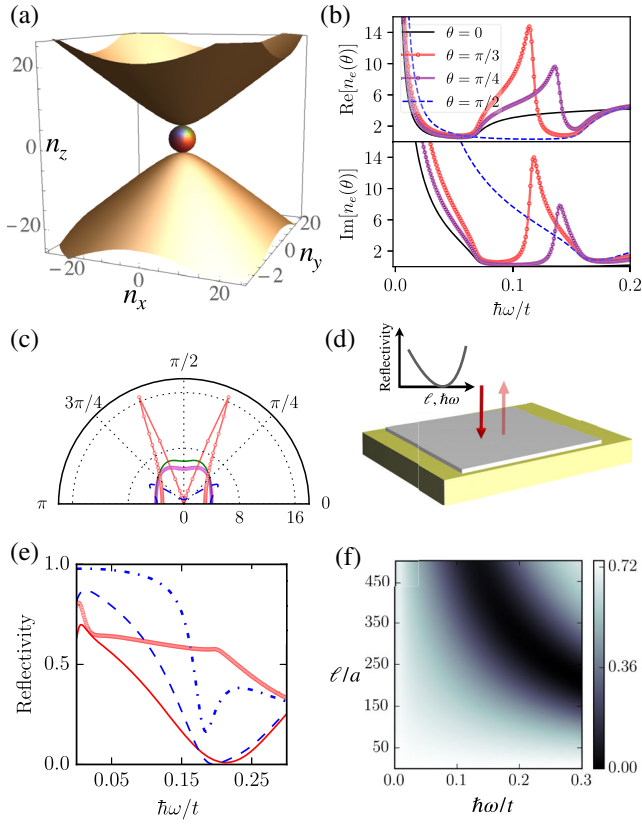 (a)
20
0
−20
n_z
−20
0
20
n_x
−2
0
20
n_y
(b)
14
10
6
2
Re[n_e(θ)]
θ = 0
θ = π/3
θ = π/4
θ = π/2
14
10
6
2
Im[n_e(θ)]
0.0
0.1
0.2
ħω/t
(c)
π/2
3π/4
π/4
π
0
0
8
16
(d)
Reflectivity
ℓ, ħω
(e)
1.0
0.5
0.0
Reflectivity
0.05
0.15
0.25
ħω/t
(f)
450
350
250
150
50
ℓ/a
0.0
0.1
0.2
0.3
ħω/t
0.72
0.36
0.00